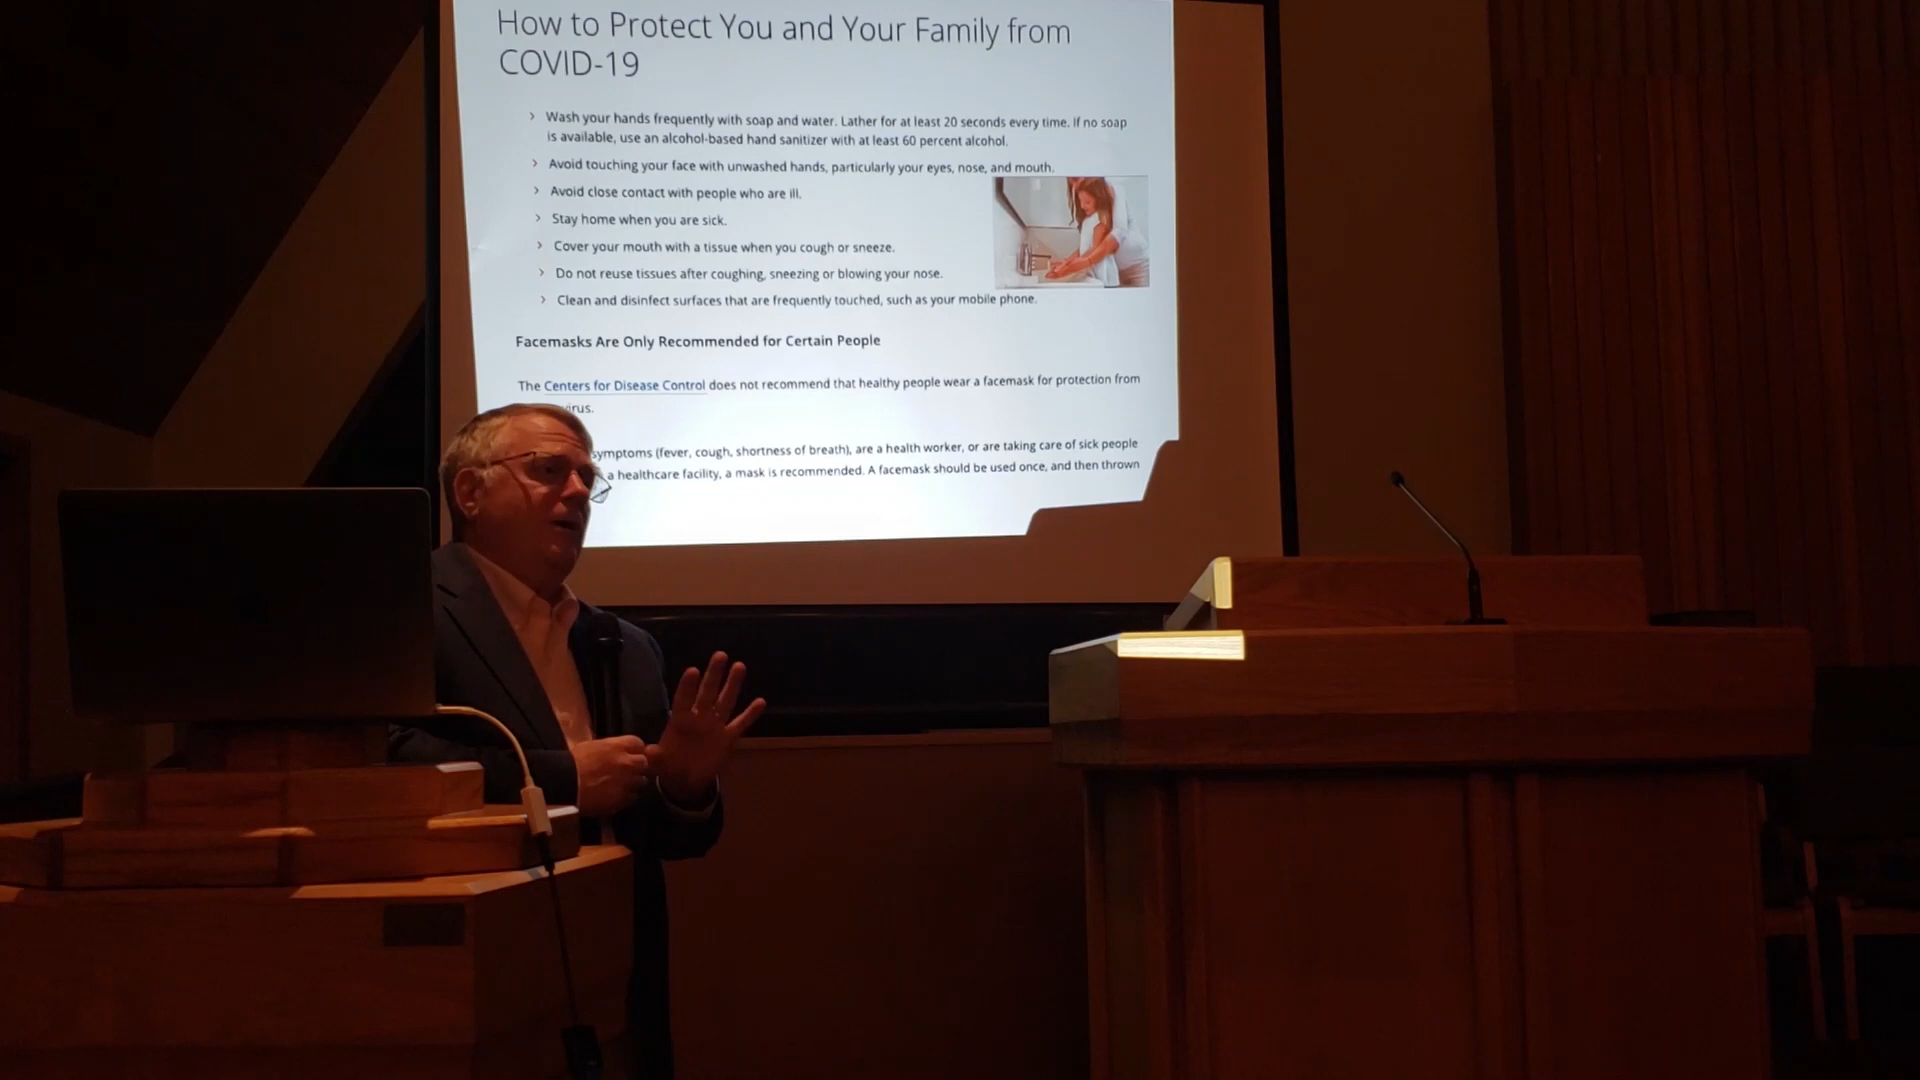 How to Protect You and Your Family from
COVID-19
Wash your hands frequently with soap and water. Lather for at least 20 seconds every time. If no soap
is available, use an alcohol-based hand sanitizer with at least 60 percent alcohol.
Avoid touching your face with unwashed hands, particularly your eyes, nose, and mouth.
Avoid close contact with people who are ill.
Stay home when you are sick.
Cover your mouth with a tissue when you cough or sneeze.
Do not reuse tissues after coughing, sneezing or blowing your nose.
Clean and disinfect surfaces that are frequently touched, such as your mobile phone.
Facemasks Are Only Recommended for Certain People
The Centers for Disease Control does not recommend that healthy people wear a facemask for protection from
symptoms (fever, cough, shortness of breath), are a health worker, or are taking care of sick people
a healthcare facility, a mask is recommended. A facemask should be used once, and then thrown